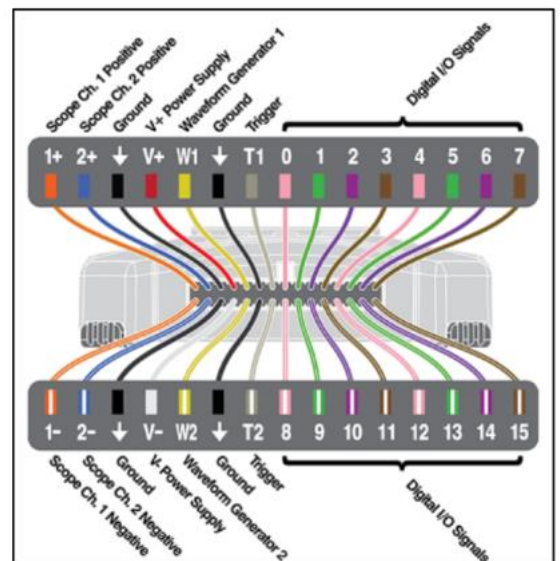 Scope Ch. 1 Positive
Scope Ch. 2 Positive
Ground
V+ Power Supply
Waveform Generator 1
Ground
Trigger
Digital I/O Signals
1+ 2+ ↓ V+ W1 ↓ T1 0 1 2 3 4 5 6 7
1- 2- ↓ V- W2 ↓ T2 8 9 10 11 12 13 14 15
Scope Ch. 1 Negative
Scope Ch. 2 Negative
Ground
V- Power Supply
Waveform Generator 2
Ground
Trigger
Digital I/O Signals